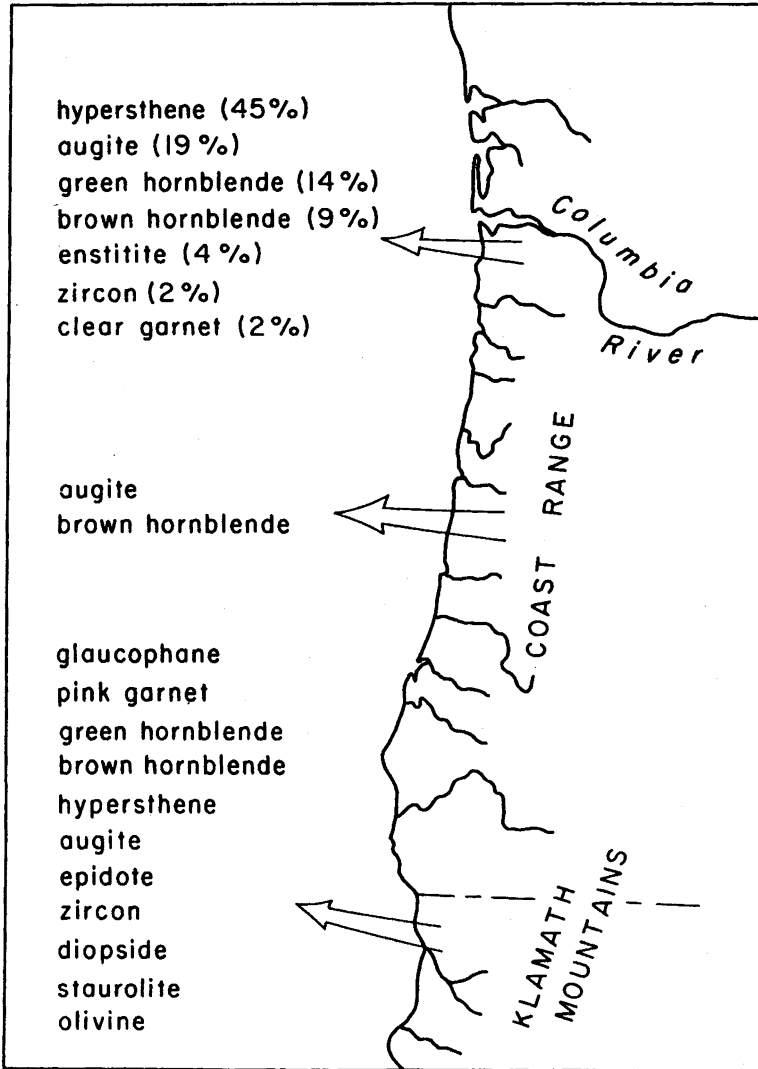 hypersthene (45%)
augite (19%)
green hornblende (14%)
brown hornblende (9%)
enstitite (4%)
zircon (2%)
clear garnet (2%)
Columbia
River
augite
brown hornblende
COAST RANGE
glaucophane
pink garnet
green hornblende
brown hornblende
hypersthene
augite
epidote
zircon
diopside
staurolite
olivine
KLAMATH
MOUNTAINS